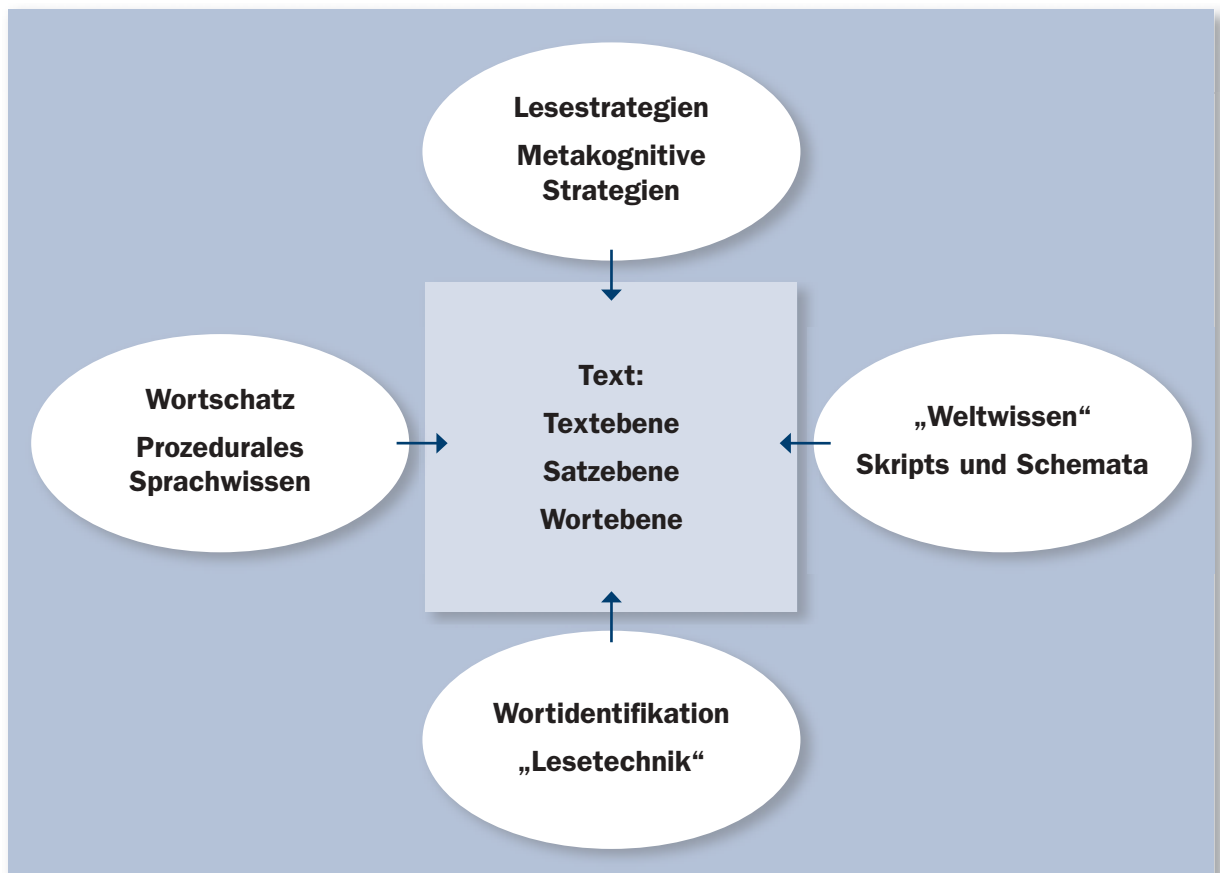 Lesestrategien
Metakognitive
Strategien
Wortschatz
Prozedurales
Sprachwissen
Text:
Textebene
Satzebene
Wortebene
„Weltwissen“
Skripts und Schemata
Wortidentifikation
„Lesetechnik“